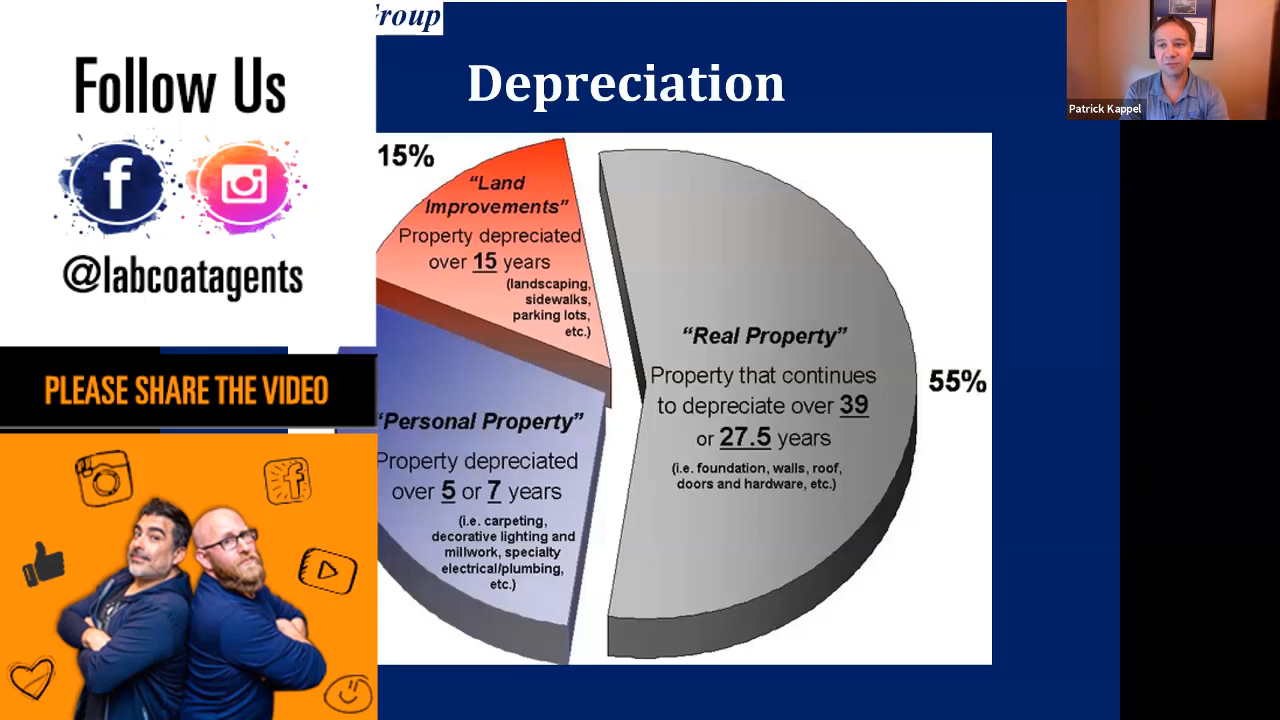 Follow Us
f
@labcoatagents
PLEASE SHARE THE VIDEO
Group
Depreciation
15%
“Land
Improvements”
Property depreciated
over 15 years
(landscaping,
sidewalks,
parking lots,
etc.)
“Personal Property”
Property depreciated
over 5 or 7 years
(i.e. carpeting,
decorative lighting and
millwork, specialty
electrical/plumbing,
etc.)
“Real Property”
Property that continues
to depreciate over 39
or 27.5 years
(i.e. foundation, walls, roof,
doors and hardware, etc.)
55%
Patrick Kappel